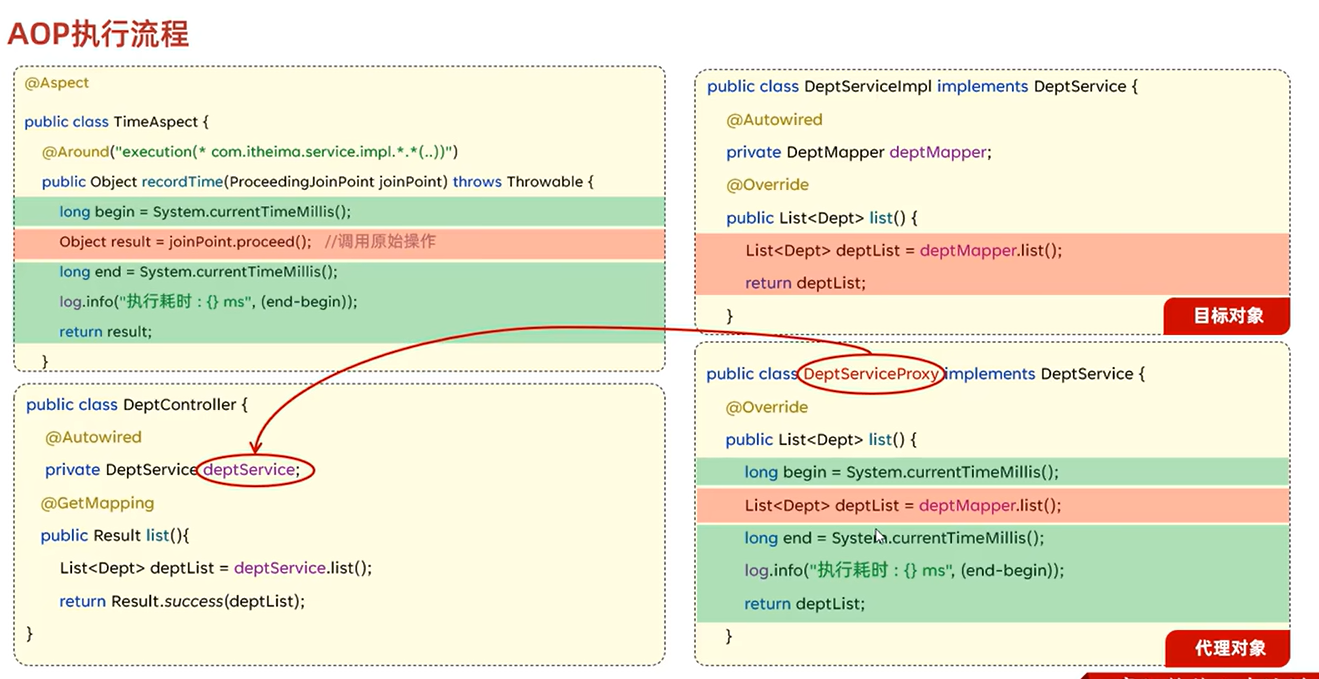 AOP执行流程
@Aspect
public class TimeAspect {
@Around("execution(* com.itheima.service.impl.*.*(..))")
public Object recordTime(ProceedingJoinPoint joinPoint) throws Throwable {
long begin = System.currentTimeMillis();
Object result = joinPoint.proceed(); //调用原始操作
long end = System.currentTimeMillis();
log.info("执行耗时 : {} ms", (end-begin));
return result;
}
public class DeptController {
@Autowired
private DeptService deptService;
@GetMapping
public Result list(){
List<Dept> deptList = deptService.list();
return Result.success(deptList);
}
public class DeptServiceImpl implements DeptService {
@Autowired
private DeptMapper deptMapper;
@Override
public List<Dept> list() {
List<Dept> deptList = deptMapper.list();
return deptList;
}
目标对象
public class DeptServiceProxy implements DeptService {
@Override
public List<Dept> list() {
long begin = System.currentTimeMillis();
List<Dept> deptList = deptMapper.list();
long end = System.currentTimeMillis();
log.info("执行耗时 : {} ms", (end-begin));
return deptList;
}
代理对象